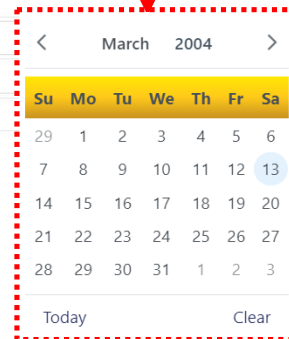 March 2004
Su Mo Tu We Th Fr Sa
29 1 2 3 4 5 6
7 8 9 10 11 12 13
14 15 16 17 18 19 20
21 22 23 24 25 26 27
28 29 30 31 1 2 3
Today Clear